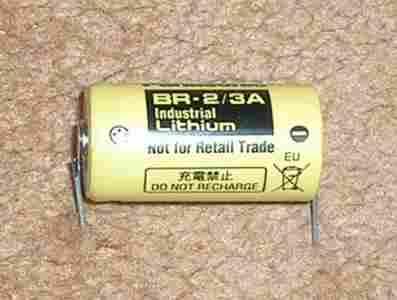 BR-2/3A
Industrial
Lithium
Not for Retail Trade
EU
充電禁止
DO NOT RECHARGE